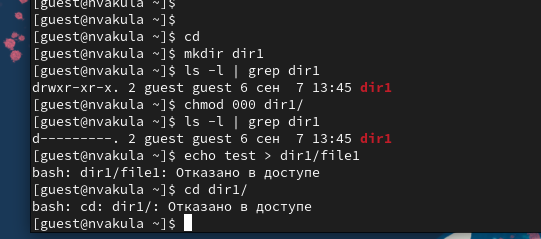 [guest@nvakula ~]$
[guest@nvakula ~]$
[guest@nvakula ~]$ cd
[guest@nvakula ~]$ mkdir dir1
[guest@nvakula ~]$ ls -l | grep dir1
drwxr-xr-x. 2 guest guest 6 сен  7 13:45 dir1
[guest@nvakula ~]$ chmod 000 dir1/
[guest@nvakula ~]$ ls -l | grep dir1
d---------. 2 guest guest 6 сен  7 13:45 dir1
[guest@nvakula ~]$ echo test > dir1/file1
bash: dir1/file1: Отказано в доступе
[guest@nvakula ~]$ cd dir1/
bash: cd: dir1/: Отказано в доступе
[guest@nvakula ~]$